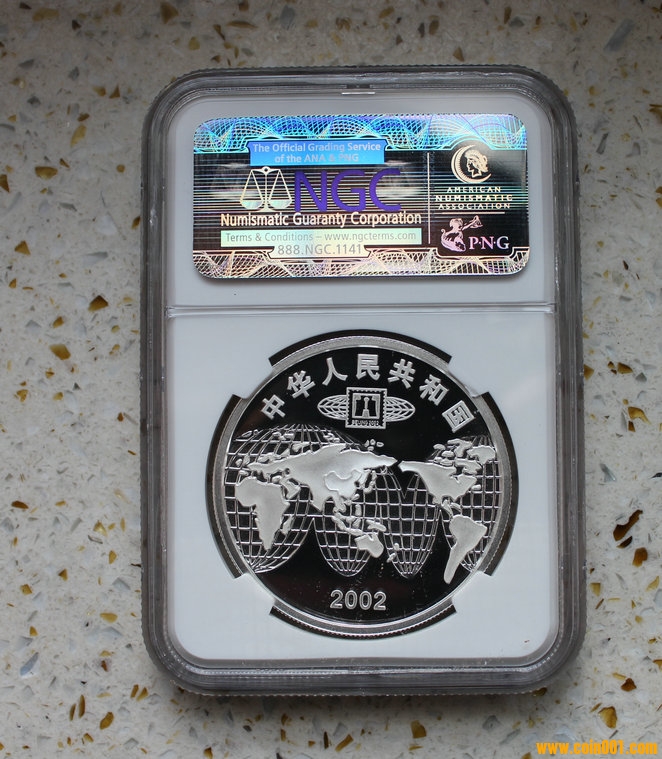 The Official Grading Service
of the ANA & PNG
NGC
Numismatic Guaranty Corporation
Terms & Conditions – www.ngcterms.com
888.NGC.1141
AMERICAN
NUMISMATIC
ASSOCIATION
PNG
中华人民共和国
2002
www.coin001.com